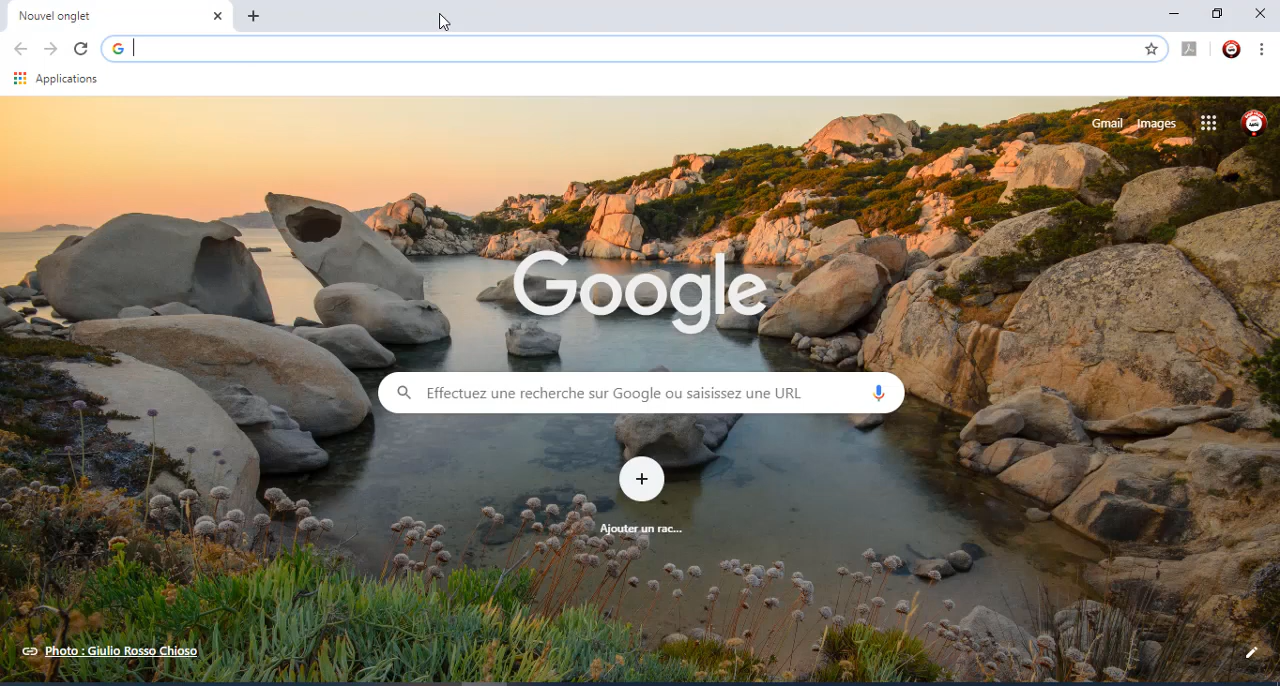 Nouvel onglet
Applications
Gmail Images
Google
Effectuez une recherche sur Google ou saisissez une URL
Ajouter un rac...
Photo : Giulio Rosso Chioso